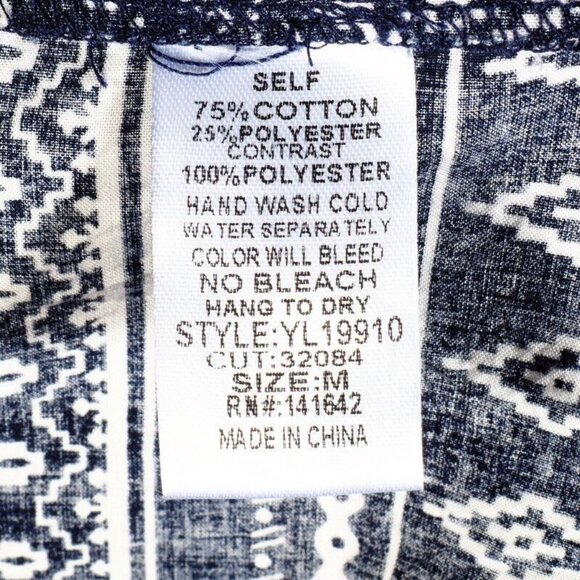 SELF
75%COTTON
25%POLYESTER
CONTRAST
100%POLYESTER
HAND WASH COLD
WATER SEPARATELY
COLOR WILL BLEED
NO BLEACH
HANG TO DRY
STYLE:YL19910
CUT:32084
SIZE:M
RN#:141642
MADE IN CHINA